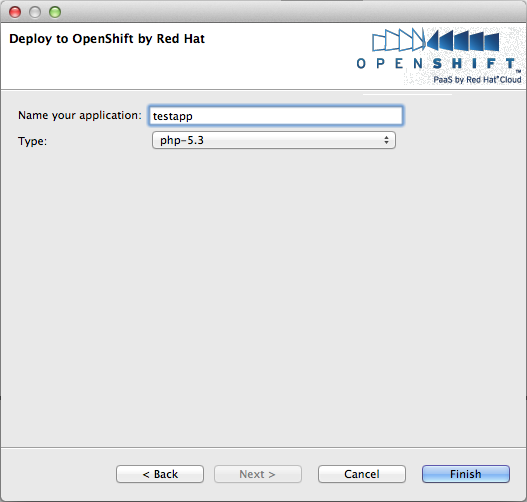 Deploy to OpenShift by Red Hat
OPENSHIFT™
PaaS by Red Hat® Cloud
Name your application: testapp
Type: php-5.3
< Back Next > Cancel Finish